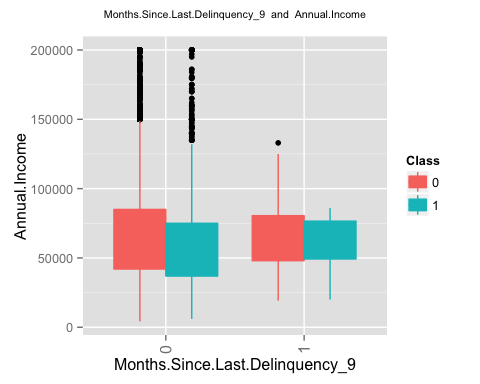 Months.Since.Last.Delinquency_9 and Annual.Income
200000
150000
100000
50000
0
Annual.Income
0
1
Months.Since.Last.Delinquency_9
Class
0
1